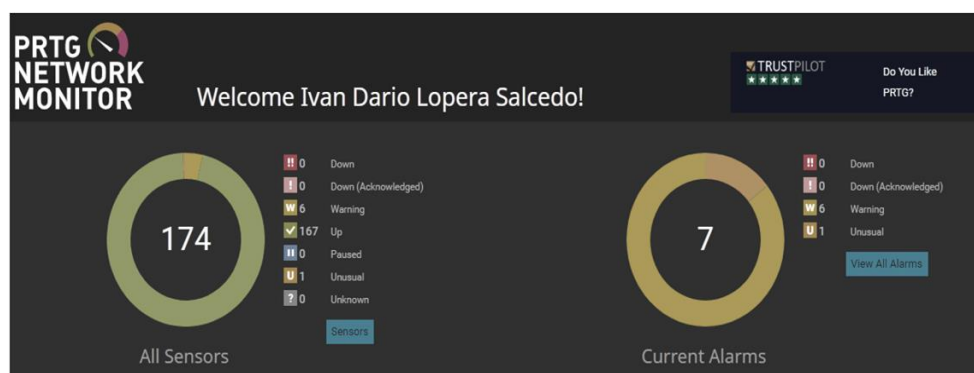 PRTG
NETWORK
MONITOR
Welcome Ivan Dario Lopera Salcedo!
TRUSTPILOT
Do You Like
PRTG?
174
!! 0 Down
! 0 Down (Acknowledged)
W 6 Warning
167 Up
0 Paused
U 1 Unusual
? 0 Unknown
Sensors
All Sensors
7
!! 0 Down
! 0 Down (Acknowledged)
W 6 Warning
U 1 Unusual
View All Alarms
Current Alarms